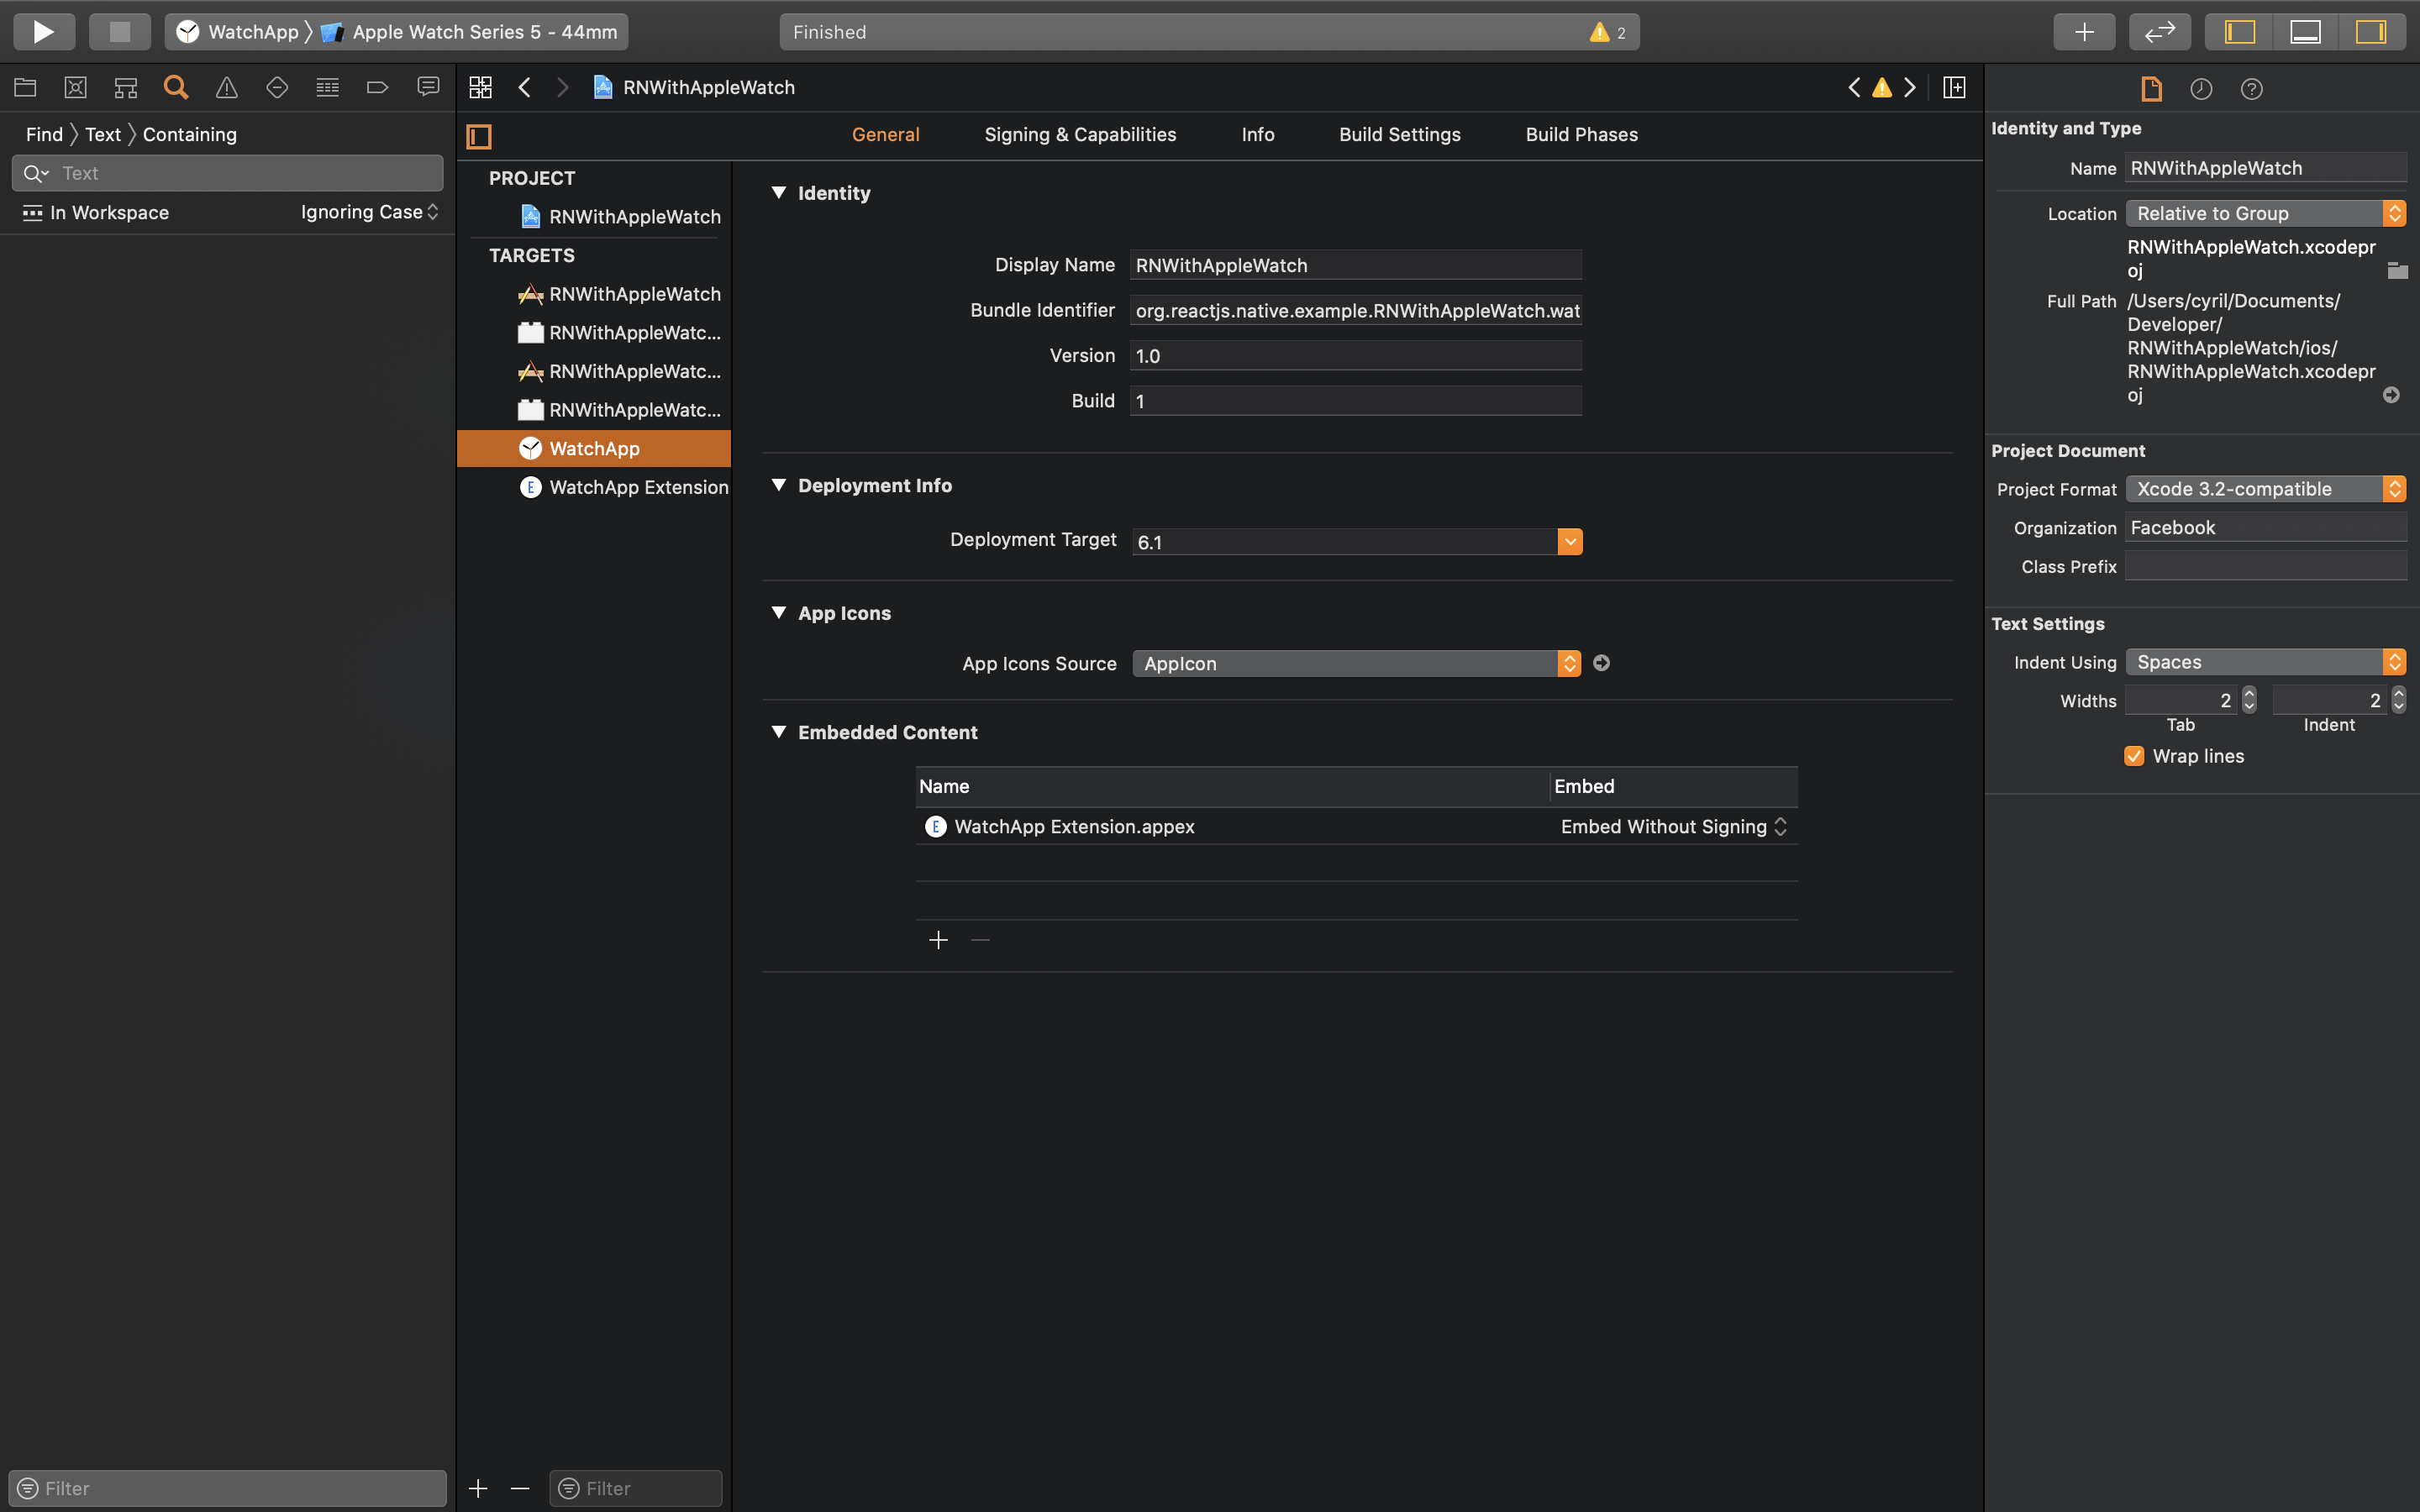 WatchApp Apple Watch Series 5 - 44mm
Finished
2
RNWithAppleWatch
Find Text Containing
Text
In Workspace Ignoring Case
Filter
General Signing & Capabilities Info Build Settings Build Phases
PROJECT
RNWithAppleWatch
TARGETS
RNWithAppleWatch
RNWithAppleWatc...
RNWithAppleWatc...
RNWithAppleWatc...
WatchApp
E WatchApp Extension
Filter
Identity
Display Name RNWithAppleWatch
Bundle Identifier org.reactjs.native.example.RNWithAppleWatch.wat
Version 1.0
Build 1
Deployment Info
Deployment Target 6.1
App Icons
App Icons Source AppIcon
Embedded Content
Name Embed
E WatchApp Extension.appex Embed Without Signing
Identity and Type
Name RNWithAppleWatch
Location Relative to Group
RNWithAppleWatch.xcodepr
oj
Full Path /Users/cyril/Documents/
Developer/
RNWithAppleWatch/ios/
RNWithAppleWatch.xcodepr
oj
Project Document
Project Format Xcode 3.2-compatible
Organization Facebook
Class Prefix
Text Settings
Indent Using Spaces
Widths 2 2
Tab Indent
Wrap lines